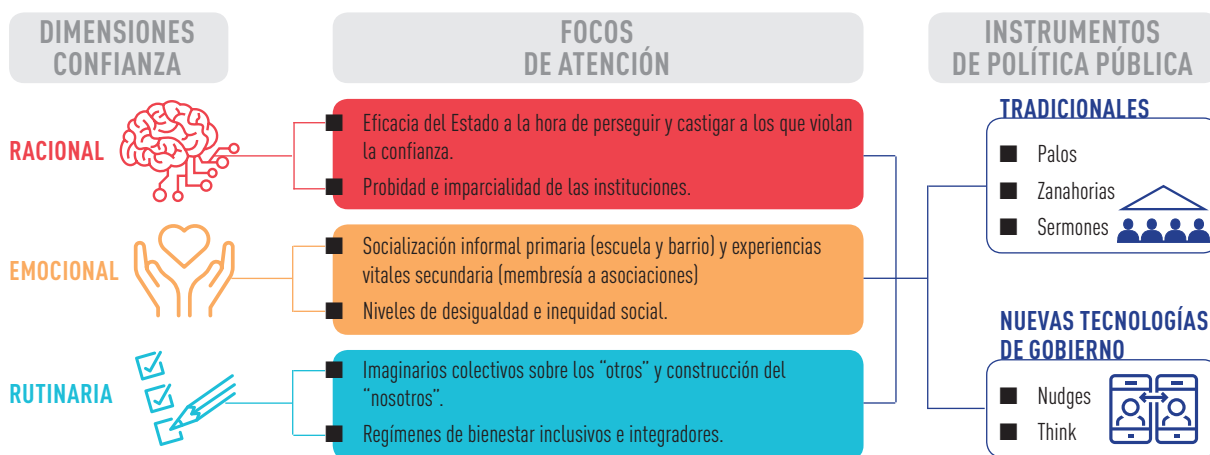 DIMENSIONES
CONFIANZA
FOCOS
DE ATENCIÓN
INSTRUMENTOS
DE POLÍTICA PÚBLICA
RACIONAL
■ Eficacia del Estado a la hora de perseguir y castigar a los que violan
la confianza.
■ Probidad e imparcialidad de las instituciones.
EMOCIONAL
■ Socialización informal primaria (escuela y barrio) y experiencias
vitales secundaria (membresía a asociaciones)
■ Niveles de desigualdad e inequidad social.
RUTINARIA
■ Imaginarios colectivos sobre los "otros" y construcción del
"nosotros".
■ Regímenes de bienestar inclusivos e integradores.
TRADICIONALES
■ Palos
■ Zanahorias
■ Sermones
NUEVAS TECNOLOGÍAS
DE GOBIERNO
■ Nudges
■ Think